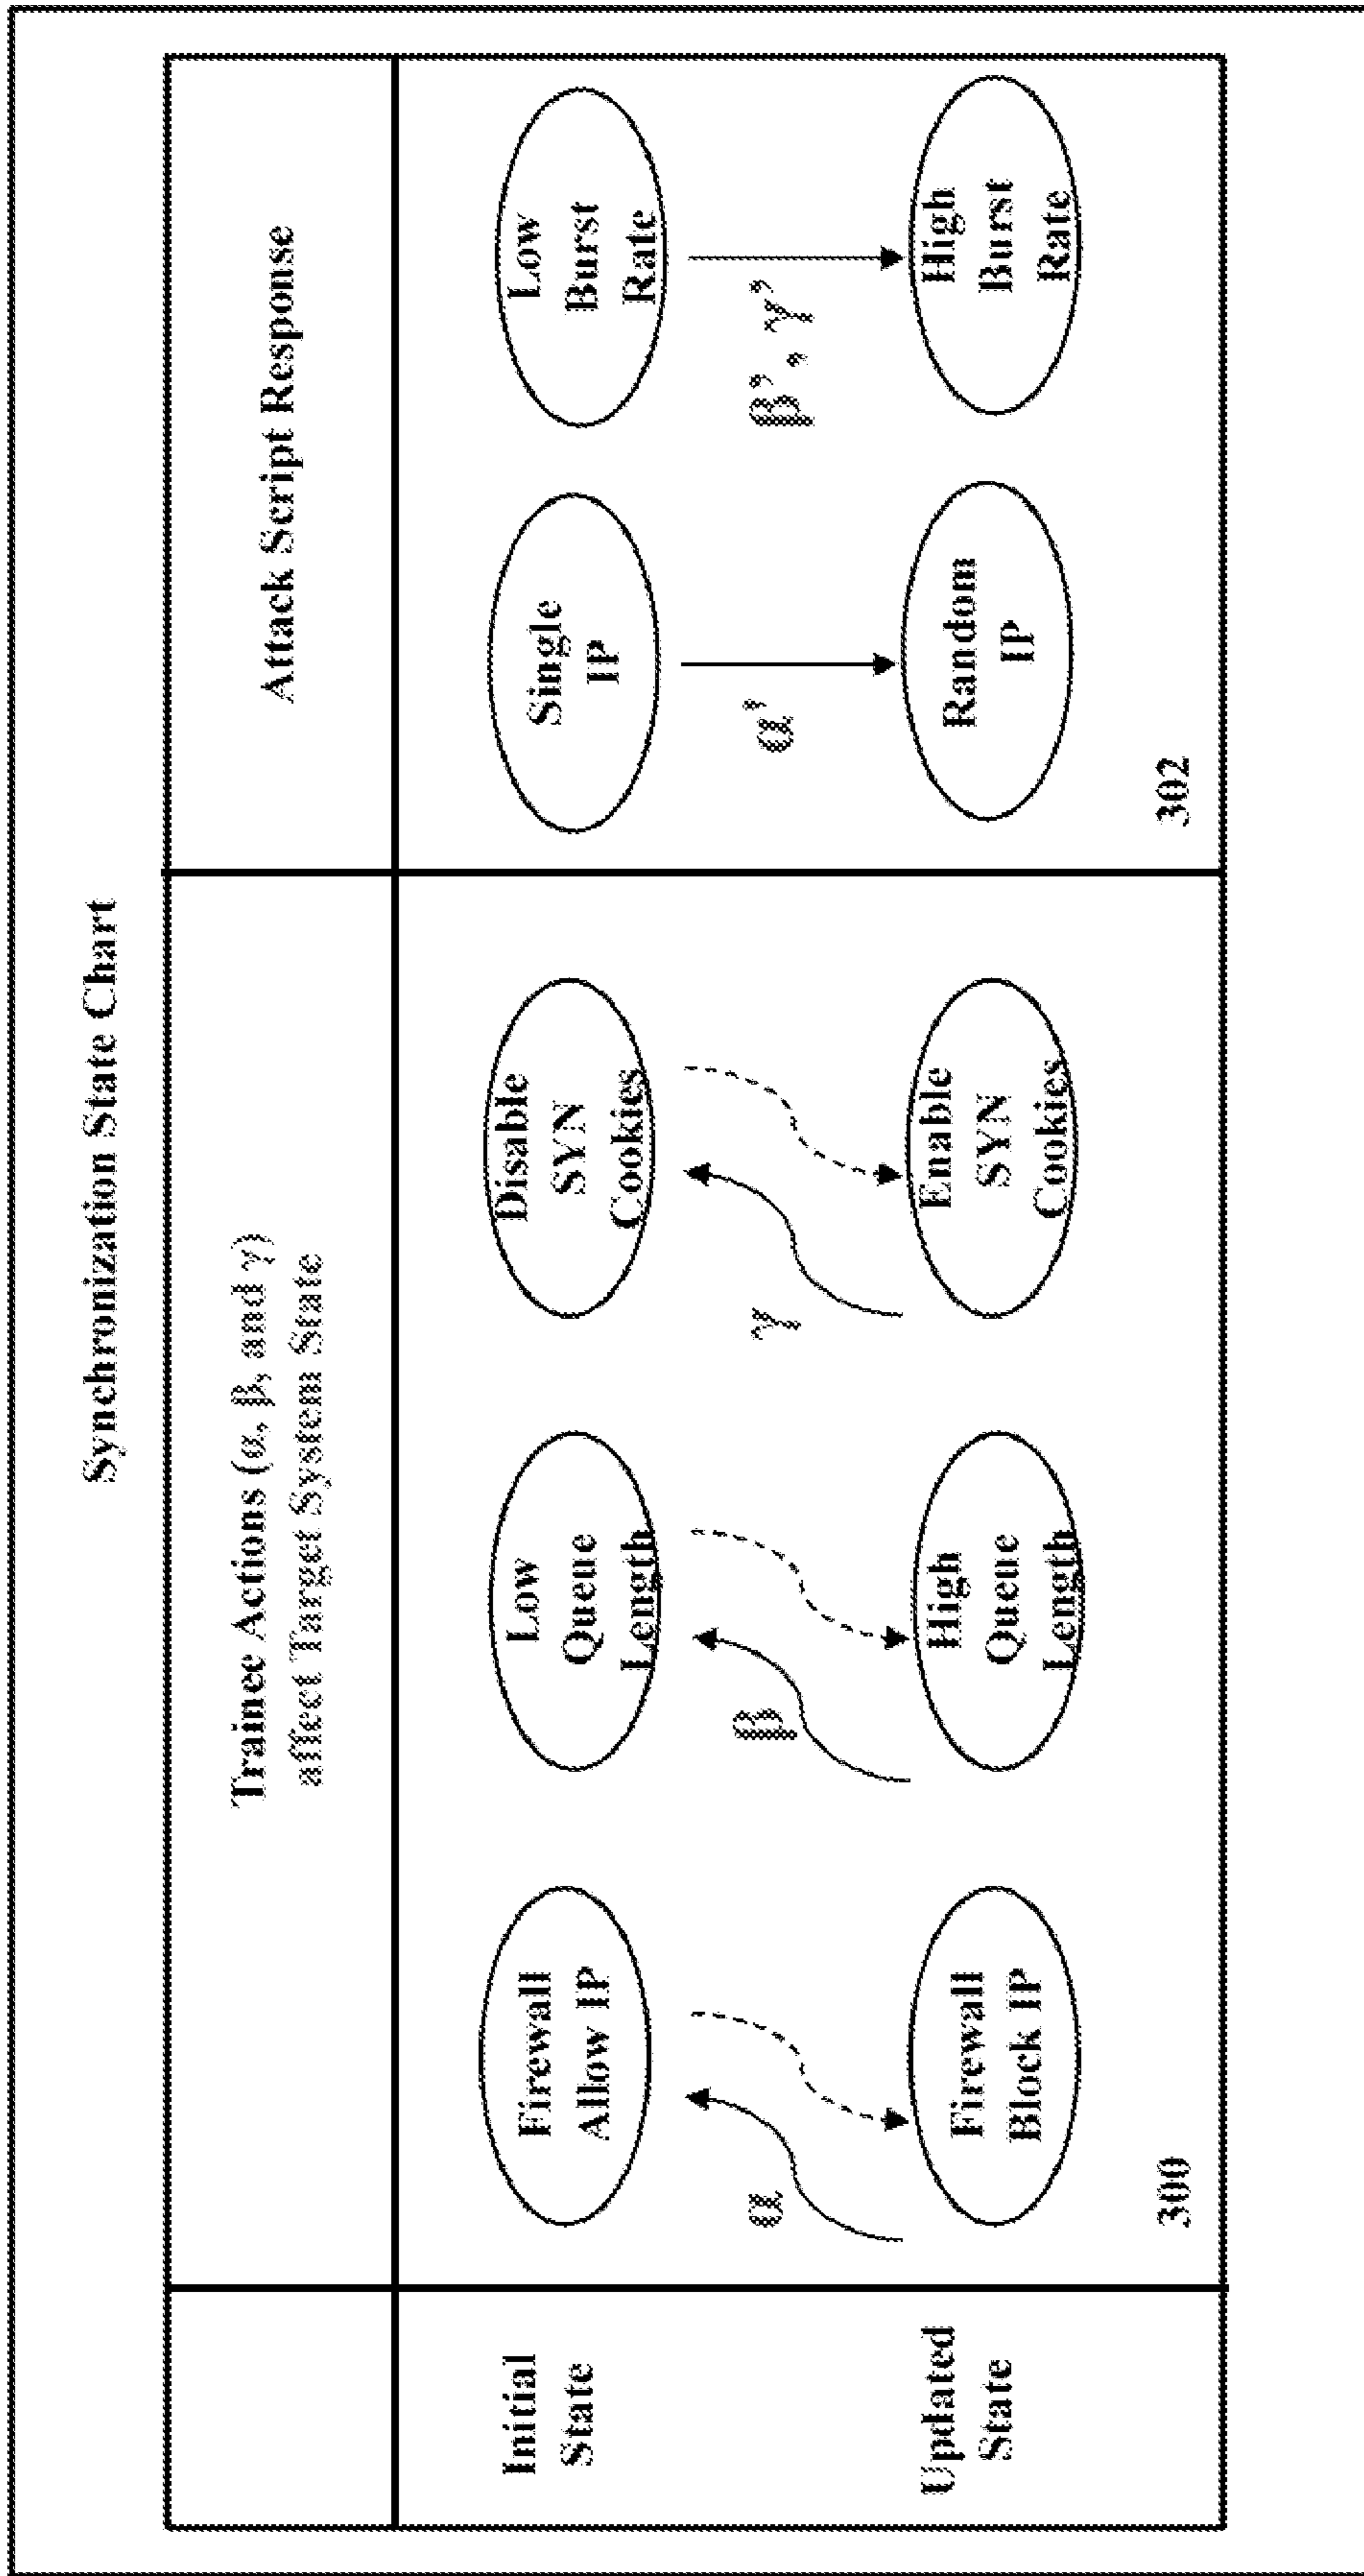 Synchronization State Chart
Trainee Actions (α, β, and γ)
affect Target System State
Attack Script Response
Initial
State
Firewall
Allow IP
Low
Queue
Length
Disable
SYN
Cookies
Single
IP
Low
Burst
Rate
α
β
γ
α’
β’, γ’
Updated
State
Firewall
Block IP
High
Queue
Length
Enable
SYN
Cookies
Random
IP
High
Burst
Rate
300
302